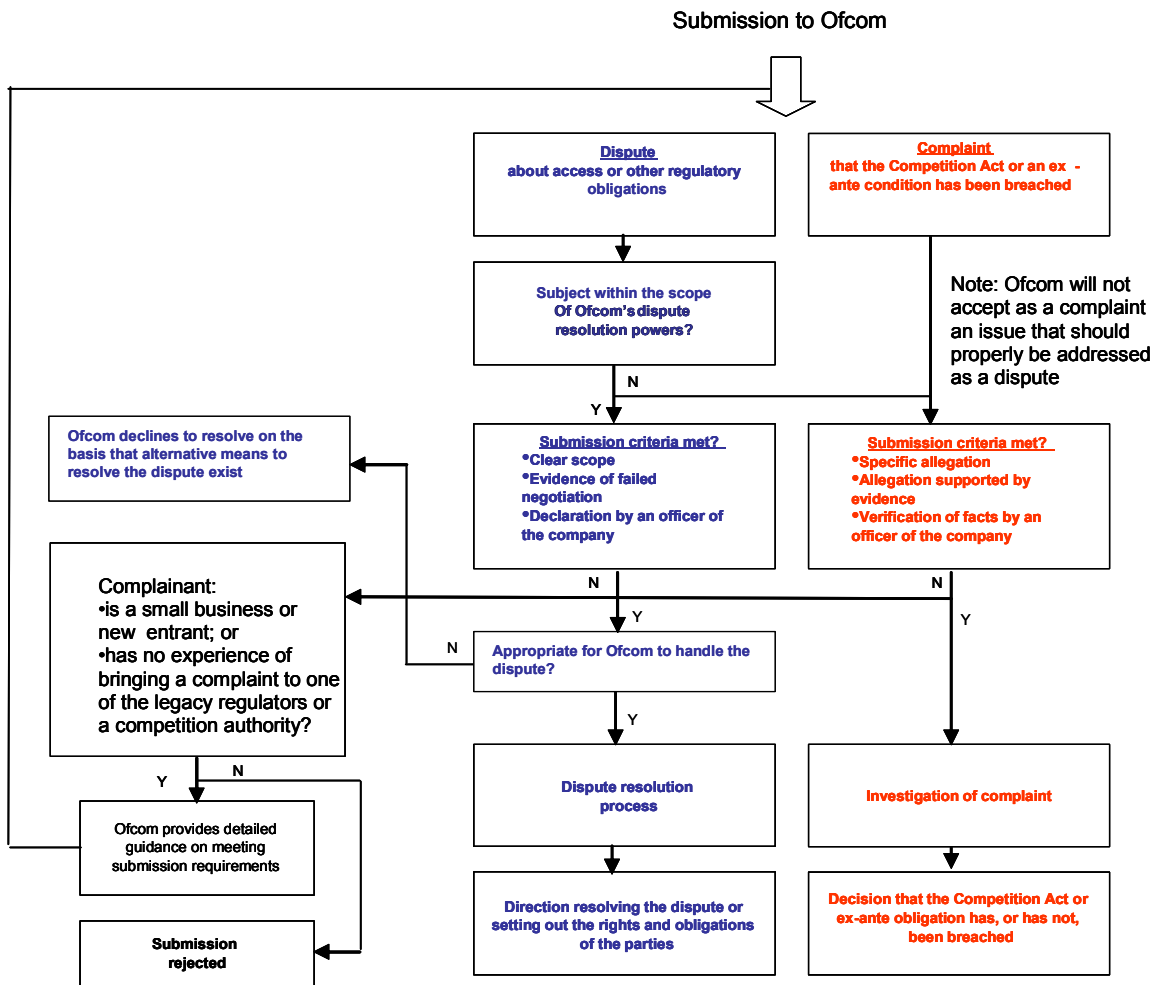 Submission to Ofcom
Dispute
about access or other regulatory
obligations
Complaint
that the Competition Act or an ex -
ante condition has been breached
Subject within the scope
Of Ofcom's dispute
resolution powers?
Note: Ofcom will not
accept as a complaint
an issue that should
properly be addressed
as a dispute
N
Y
Ofcom declines to resolve on the
basis that alternative means to
resolve the dispute exist
Submission criteria met?
•Clear scope
•Evidence of failed
negotiation
•Declaration by an officer of
the company
Submission criteria met?
•Specific allegation
•Allegation supported by
evidence
•Verification of facts by an
officer of the company
N
N
Y
Y
Complainant:
•is a small business or
new entrant; or
•has no experience of
bringing a complaint to one
of the legacy regulators or
a competition authority?
N
Appropriate for Ofcom to handle the
dispute?
Y
Y
N
Dispute resolution
process
Investigation of complaint
Ofcom provides detailed
guidance on meeting
submission requirements
Direction resolving the dispute or
setting out the rights and obligations
of the parties
Decision that the Competition Act or
ex-ante obligation has, or has not,
been breached
Submission
rejected